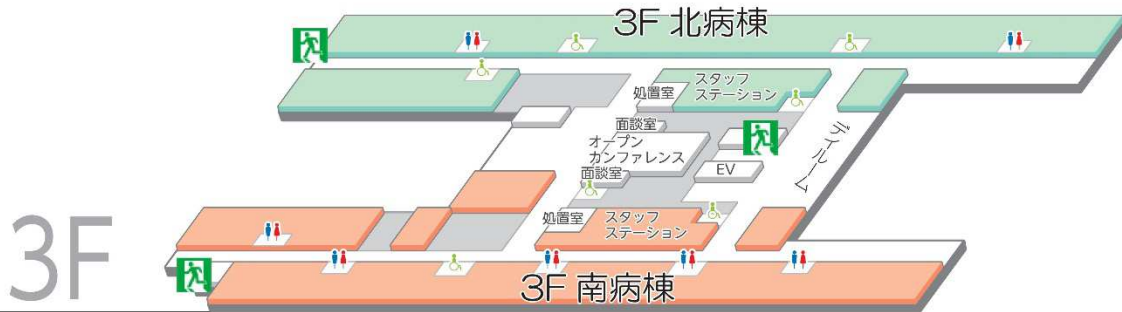 3F 北病棟
処置室
スタッフ
ステーション
面談室
オープン
カンファレンス
面談室
EV
デイルーム
処置室
スタッフ
ステーション
3F
3F 南病棟